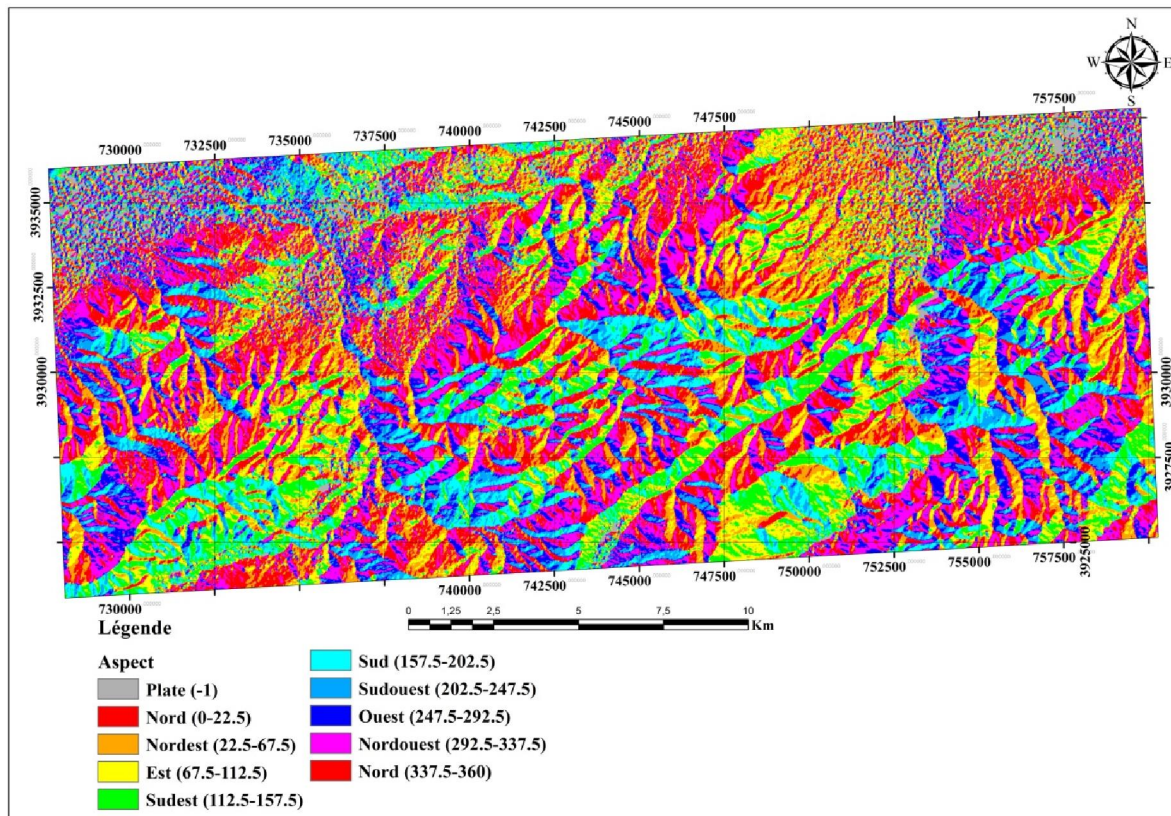 N
W E
S
730000 732500 735000 737500 740000 742500 745000 747500 757500
3935000
3932500
3930000
3930000
3927500
3925000
730000 740000 742500 745000 747500 750000 752500 755000 757500
0 1,25 2,5 5 7,5 10
Km
Légende
Aspect
Plate (-1)
Nord (0-22.5)
Nordest (22.5-67.5)
Est (67.5-112.5)
Sudest (112.5-157.5)
Sud (157.5-202.5)
Sudouest (202.5-247.5)
Ouest (247.5-292.5)
Nordouest (292.5-337.5)
Nord (337.5-360)